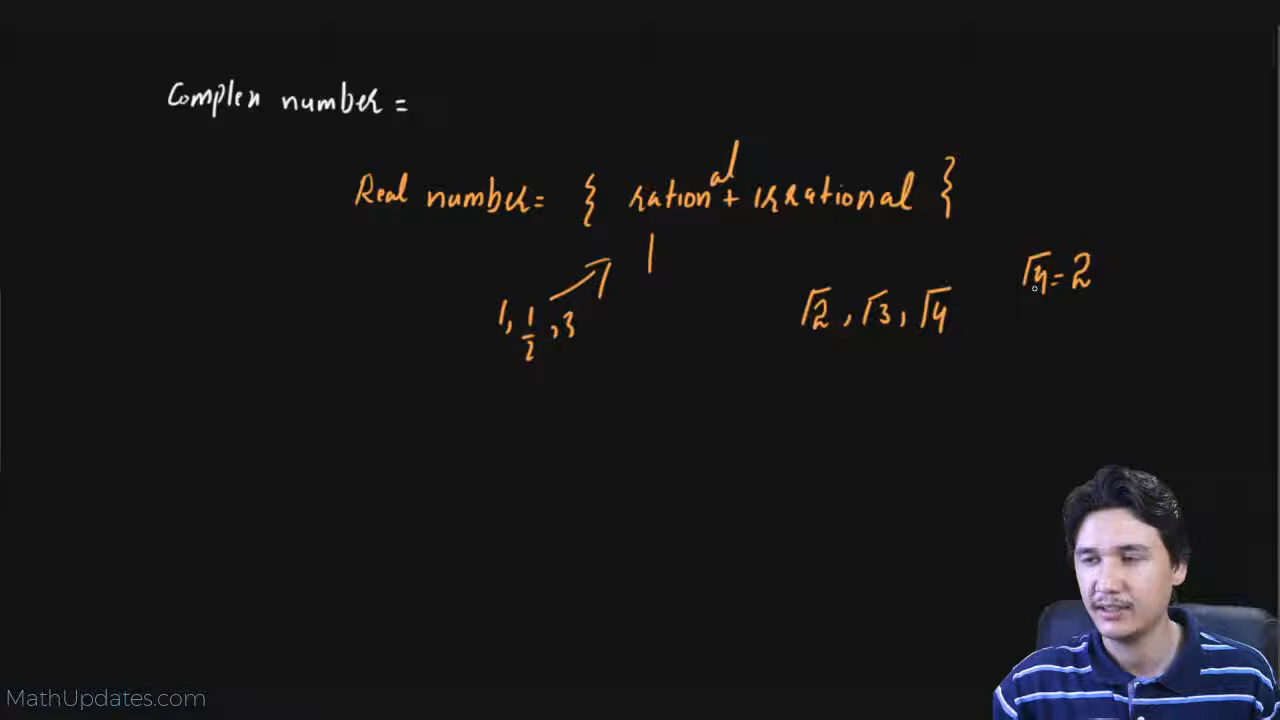 Complex number =
Real number = { rational + irrational }
√4 = 2
1, 1/2, 3
√2, √3, √4
MathUpdates.com